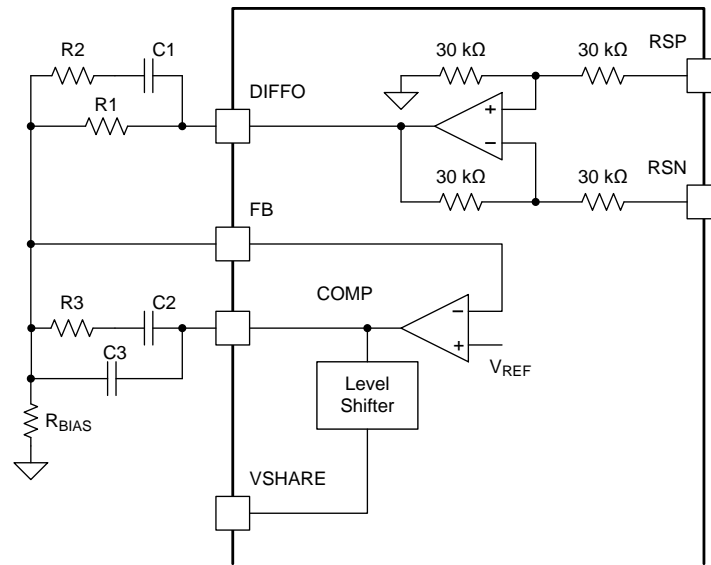 R2
C1
30 kΩ
30 kΩ
RSP
R1
DIFFO
+
−
30 kΩ
30 kΩ
RSN
FB
R3
C2
COMP
−
+
C3
VREF
Level
Shifter
RBIAS
VSHARE